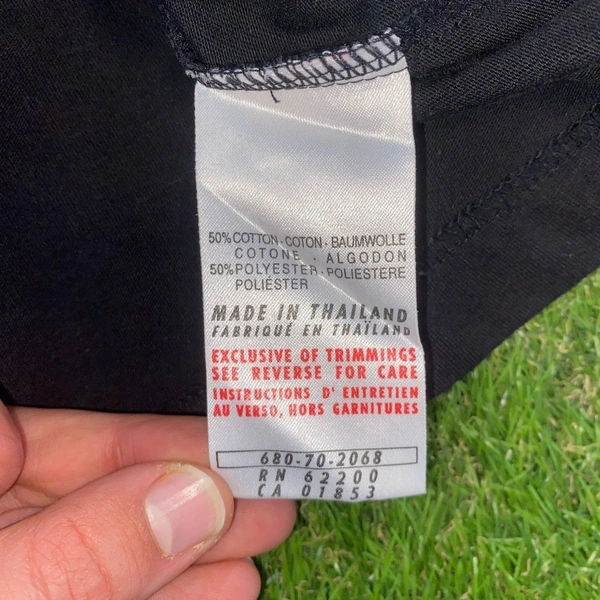 50% COTTON · COTON · BAUMWOLLE
COTONE · ALGODON
50% POLYESTER · POLIESTERE
POLIÉSTER
MADE IN THAILAND
FABRIQUÉ EN THAÏLAND
EXCLUSIVE OF TRIMMINGS
SEE REVERSE FOR CARE
INSTRUCTIONS D' ENTRETIEN
AU VERSO, HORS GARNITURES
680-70-2068
RN 62200
CA 01853